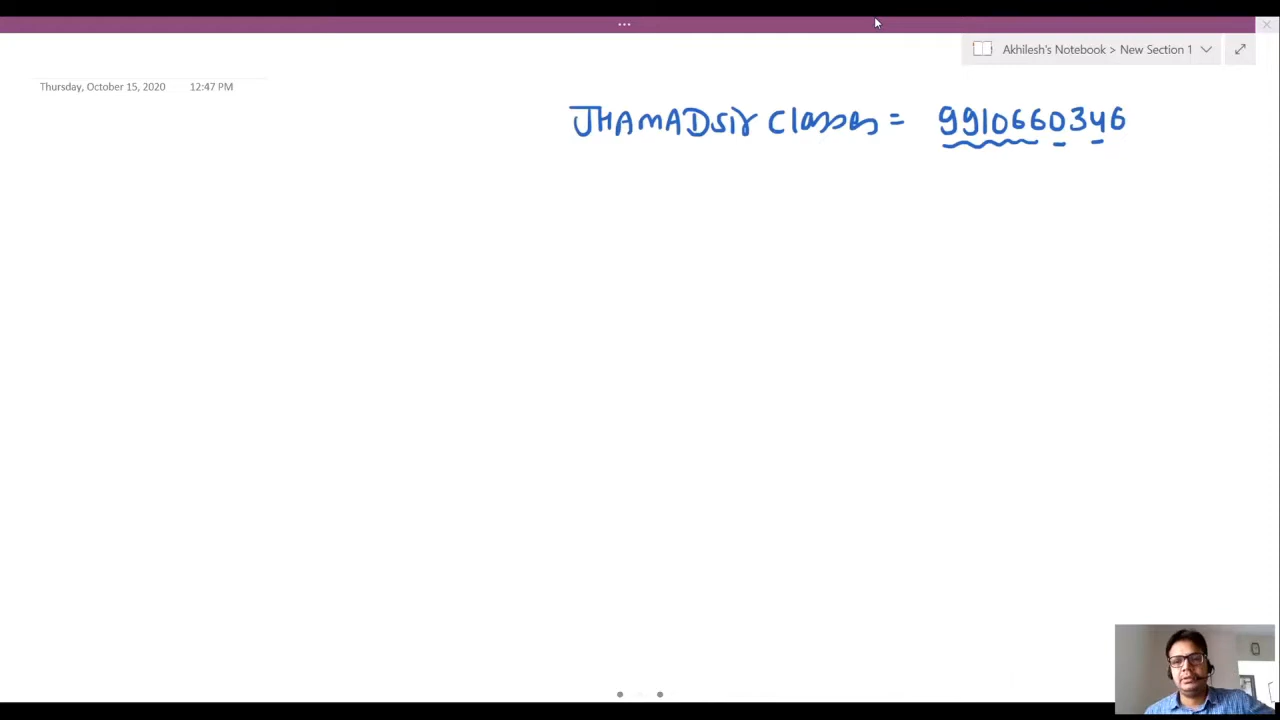 Akhilesh's Notebook > New Section 1
Thursday, October 15, 2020 12:47 PM
JHAMADSir Classes = 9910660346